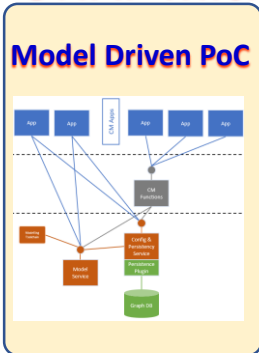 Model Driven PoC
App
App
CM Apps
App
App
App
CM
Functions
Config &
Persistency
Service
Model
Service
Persistence
Plugin
Graph DB